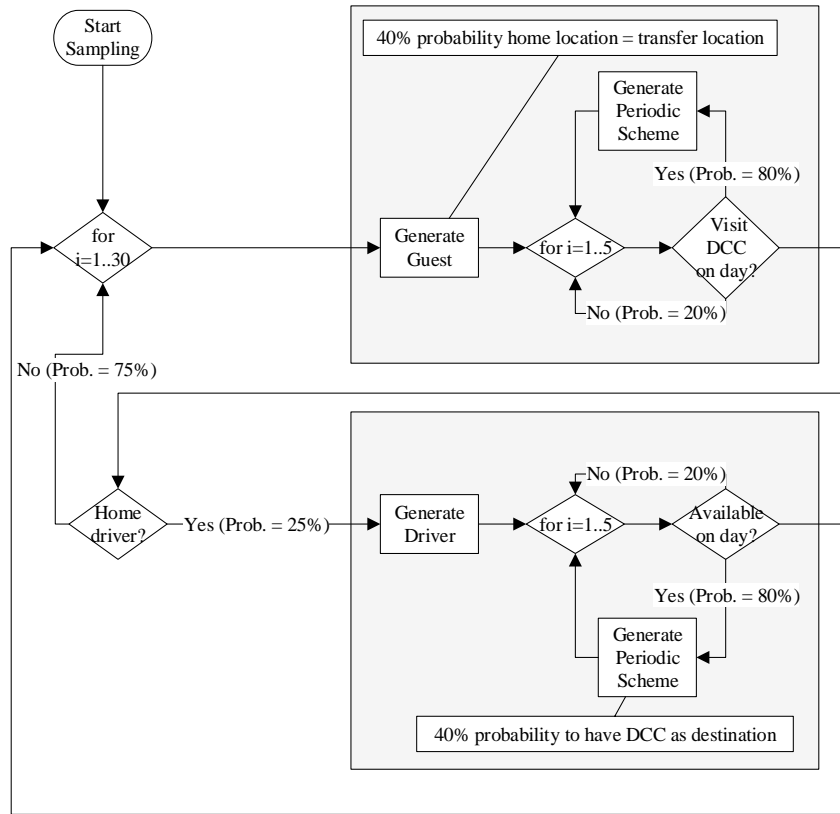 Start
Sampling
40% probability home location = transfer location
Generate
Periodic
Scheme
Yes (Prob. = 80%)
for
i=1..30
Generate
Guest
for i=1..5
Visit
DCC
on day?
No (Prob. = 20%)
No (Prob. = 75%)
Home
driver?
Yes (Prob. = 25%)
Generate
Driver
No (Prob. = 20%)
for i=1..5
Available
on day?
Yes (Prob. = 80%)
Generate
Periodic
Scheme
40% probability to have DCC as destination